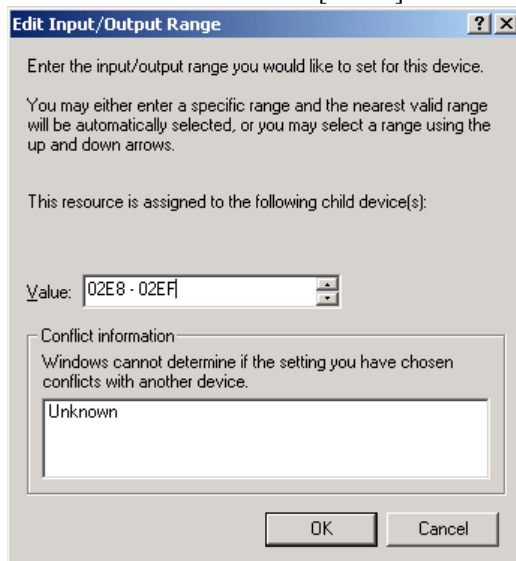 Edit Input/Output Range
Enter the input/output range you would like to set for this device.
You may either enter a specific range and the nearest valid range
will be automatically selected, or you may select a range using the
up and down arrows.
This resource is assigned to the following child device(s):
Value: 02E8 - 02EF
Conflict information
Windows cannot determine if the setting you have chosen
conflicts with another device.
Unknown
OK Cancel